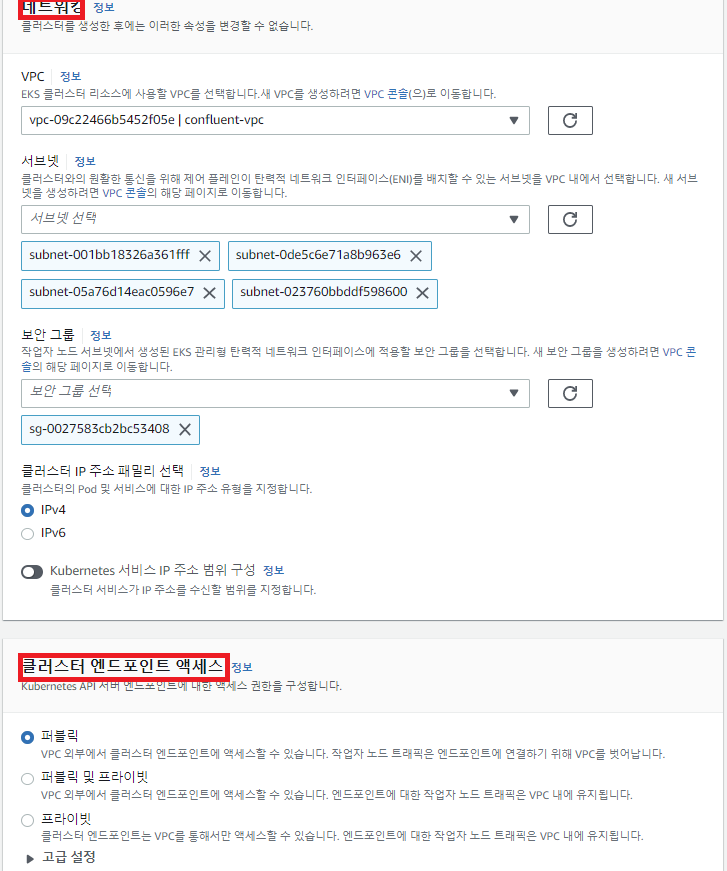 네트워킹 정보
클러스터를 생성한 후에는 이러한 속성을 변경할 수 없습니다.
VPC 정보
EKS 클러스터 리소스에 사용할 VPC를 선택합니다.새 VPC를 생성하려면 VPC 콘솔(으)로 이동합니다.
vpc-09c22466b5452f05e | confluent-vpc
서브넷 정보
클러스터와의 원활한 통신을 위해 제어 플레인이 탄력적 네트워크 인터페이스(ENI)를 배치할 수 있는 서브넷을 VPC 내에서 선택합니다. 새 서브
넷을 생성하려면 VPC 콘솔의 해당 페이지로 이동합니다.
서브넷 선택
subnet-001bb18326a361fff subnet-0de5c6e71a8b963e6
subnet-05a76d14eac0596e7 subnet-023760bbddf598600
보안 그룹 정보
작업자 노드 서브넷에서 생성된 EKS 관리형 탄력적 네트워크 인터페이스에 적용할 보안 그룹을 선택합니다. 새 보안 그룹을 생성하려면 VPC 콘
솔의 해당 페이지로 이동합니다.
보안 그룹 선택
sg-0027583cb2bc53408
클러스터 IP 주소 패밀리 선택 정보
클러스터의 Pod 및 서비스에 대한 IP 주소 유형을 지정합니다.
IPv4
IPv6
Kubernetes 서비스 IP 주소 범위 구성 정보
클러스터 서비스가 IP 주소를 수신할 범위를 지정합니다.
클러스터 엔드포인트 액세스 정보
Kubernetes API 서버 엔드포인트에 대한 액세스 권한을 구성합니다.
퍼블릭
VPC 외부에서 클러스터 엔드포인트에 액세스할 수 있습니다. 작업자 노드 트래픽은 엔드포인트에 연결하기 위해 VPC를 벗어납니다.
퍼블릭 및 프라이빗
VPC 외부에서 클러스터 엔드포인트에 액세스할 수 있습니다. 엔드포인트에 대한 작업자 노드 트래픽은 VPC 내에 유지됩니다.
프라이빗
클러스터 엔드포인트는 VPC를 통해서만 액세스할 수 있습니다. 엔드포인트에 대한 작업자 노드 트래픽은 VPC 내에 유지됩니다.
고급 설정